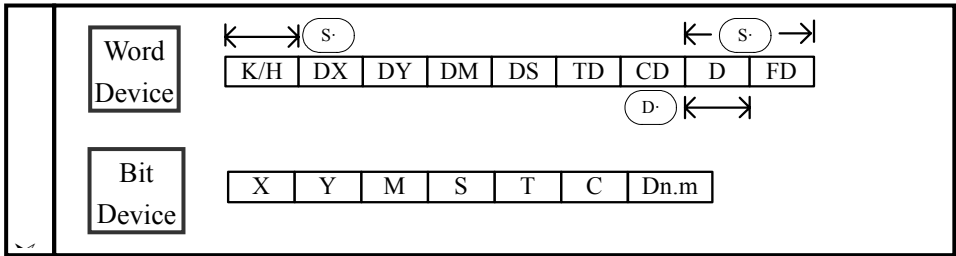 Word
Device
S·
S·
K/H DX DY DM DS TD CD D FD
D·
Bit
Device
X Y M S T C Dn.m